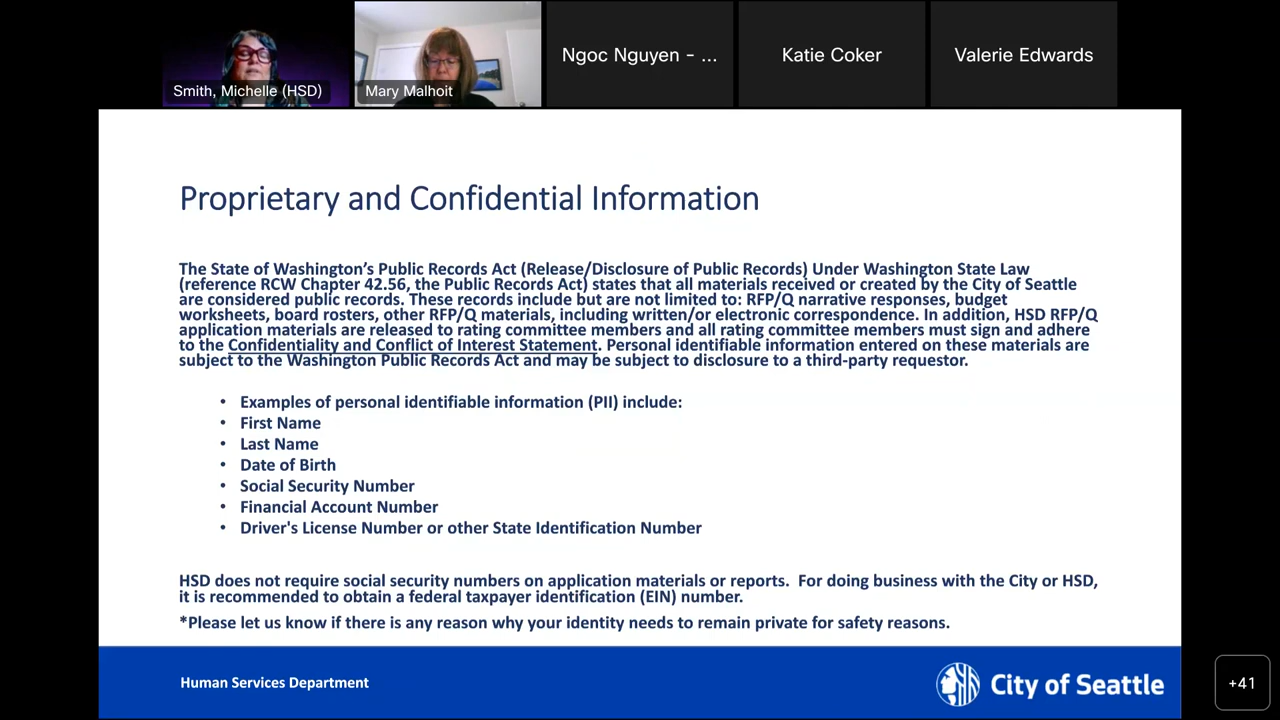 Smith, Michelle (HSD)
Mary Malhoit
Ngoc Nguyen - ...
Katie Coker
Valerie Edwards
Proprietary and Confidential Information
The State of Washington’s Public Records Act (Release/Disclosure of Public Records) Under Washington State Law
(reference RCW Chapter 42.56, the Public Records Act) states that all materials received or created by the City of Seattle
are considered public records. These records include but are not limited to: RFP/Q narrative responses, budget
worksheets, board rosters, other RFP/Q materials, including written/or electronic correspondence. In addition, HSD RFP/Q
application materials are released to rating committee members and all rating committee members must sign and adhere
to the Confidentiality and Conflict of Interest Statement. Personal identifiable information entered on these materials are
subject to the Washington Public Records Act and may be subject to disclosure to a third-party requestor.
• Examples of personal identifiable information (PII) include:
• First Name
• Last Name
• Date of Birth
• Social Security Number
• Financial Account Number
• Driver's License Number or other State Identification Number
HSD does not require social security numbers on application materials or reports.  For doing business with the City or HSD,
it is recommended to obtain a federal taxpayer identification (EIN) number.
*Please let us know if there is any reason why your identity needs to remain private for safety reasons.
Human Services Department
City of Seattle
+41